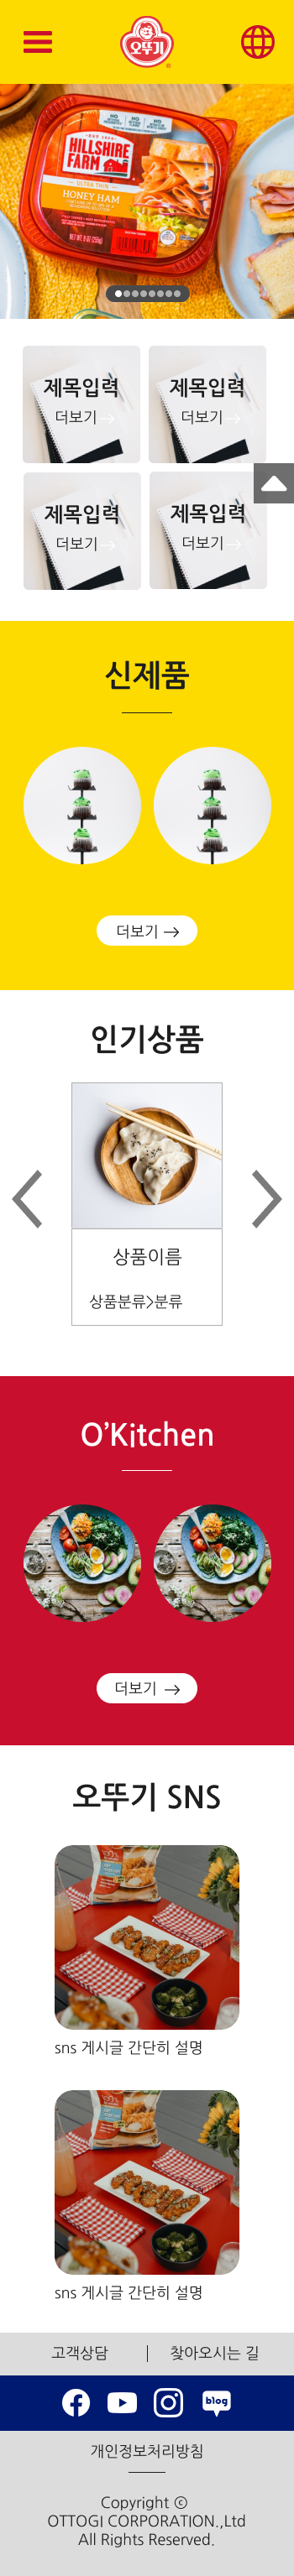 오뚜기
HILLSHIRE
FARM
ULTRA THIN
HONEY HAM
제목입력
더보기
제목입력
더보기
제목입력
더보기
제목입력
더보기
신제품
더보기
인기상품
상품이름
상품분류>분류
O’Kitchen
더보기
오뚜기 SNS
sns 게시글 간단히 설명
sns 게시글 간단히 설명
고객상담 찾아오시는 길
blog
개인정보처리방침
Copyright ©
OTTOGI CORPORATION.,Ltd
All Rights Reserved.